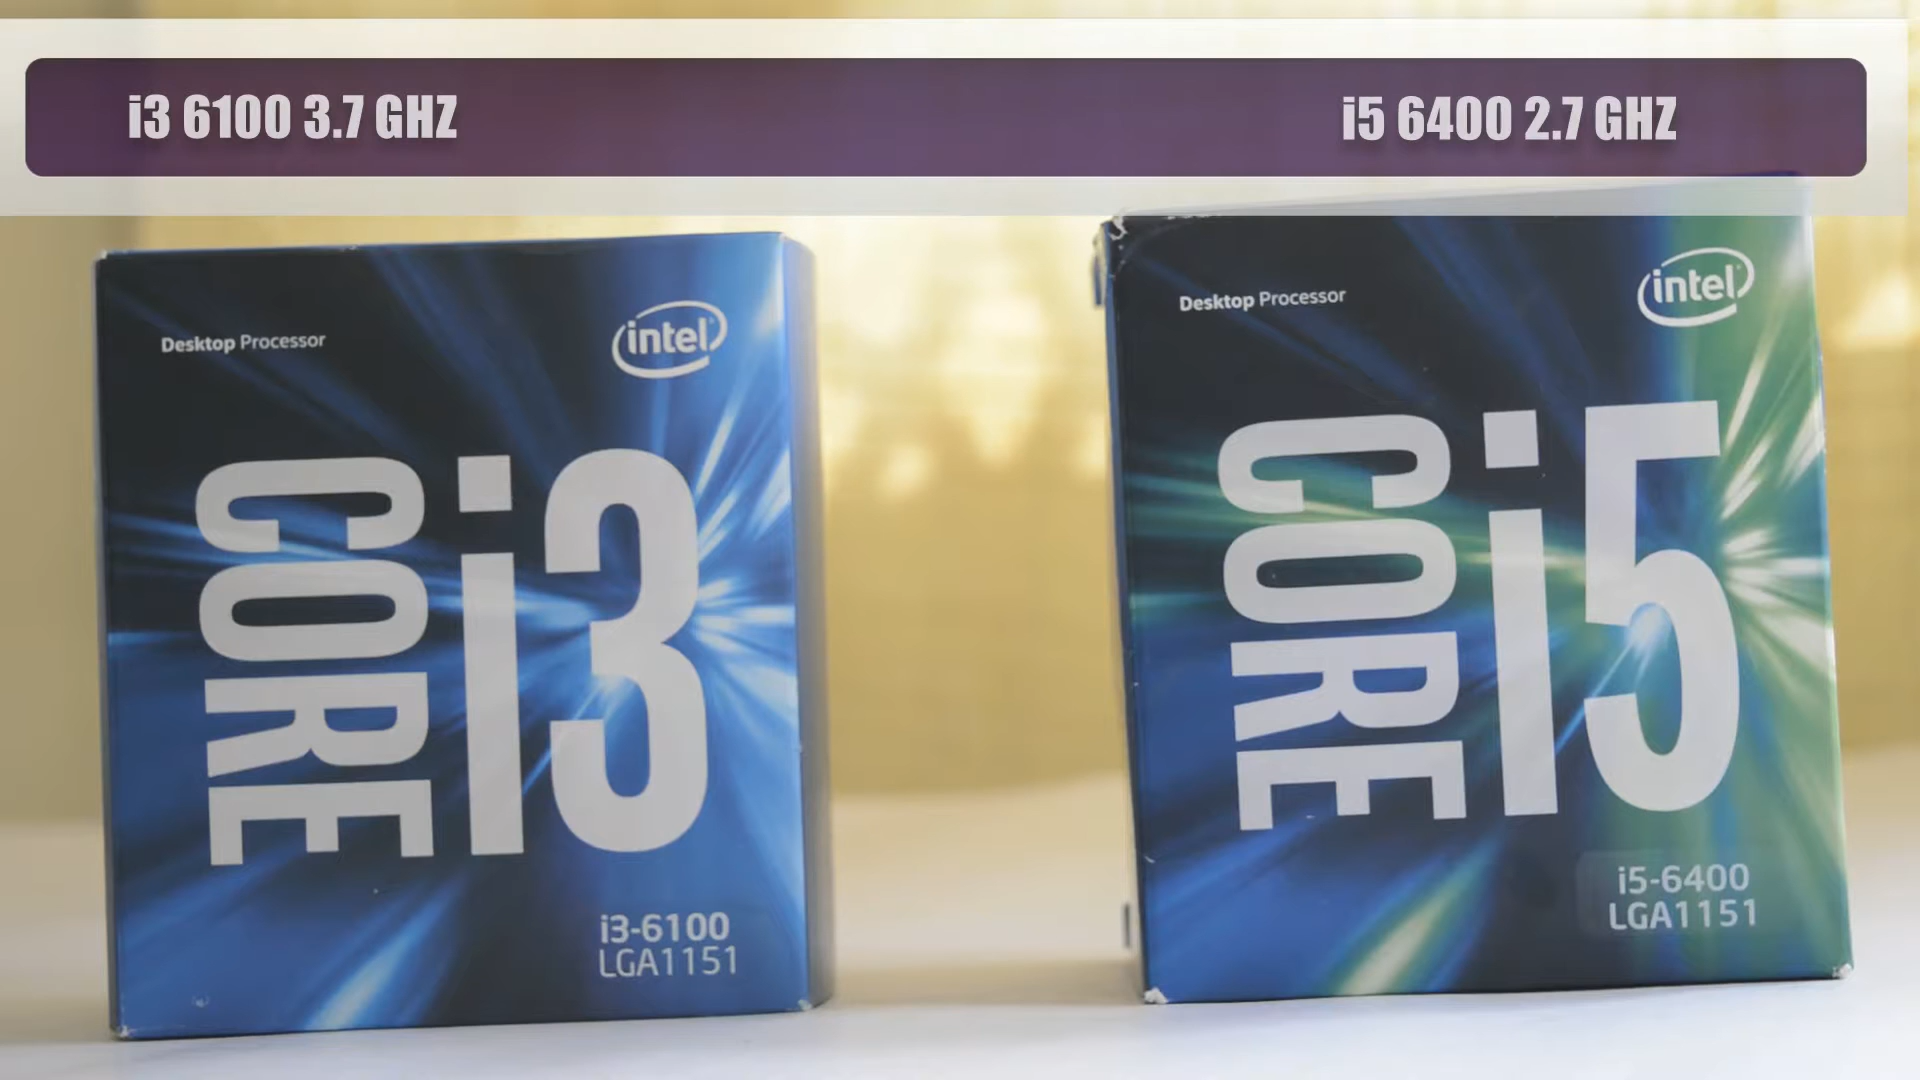 i3 6100 3.7 GHZ
i5 6400 2.7 GHZ
Desktop Processor
intel
CORE i3
i3-6100
LGA1151
Desktop Processor
intel
CORE i5
i5-6400
LGA1151